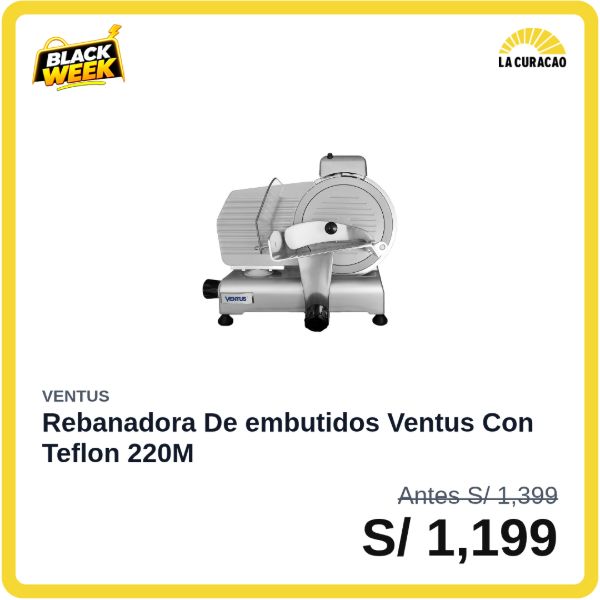 BLACK
WEEK
LA CURACAO
VENTUS
VENTUS
Rebanadora De embutidos Ventus Con
Teflon 220M
Antes S/ 1,399
S/ 1,199